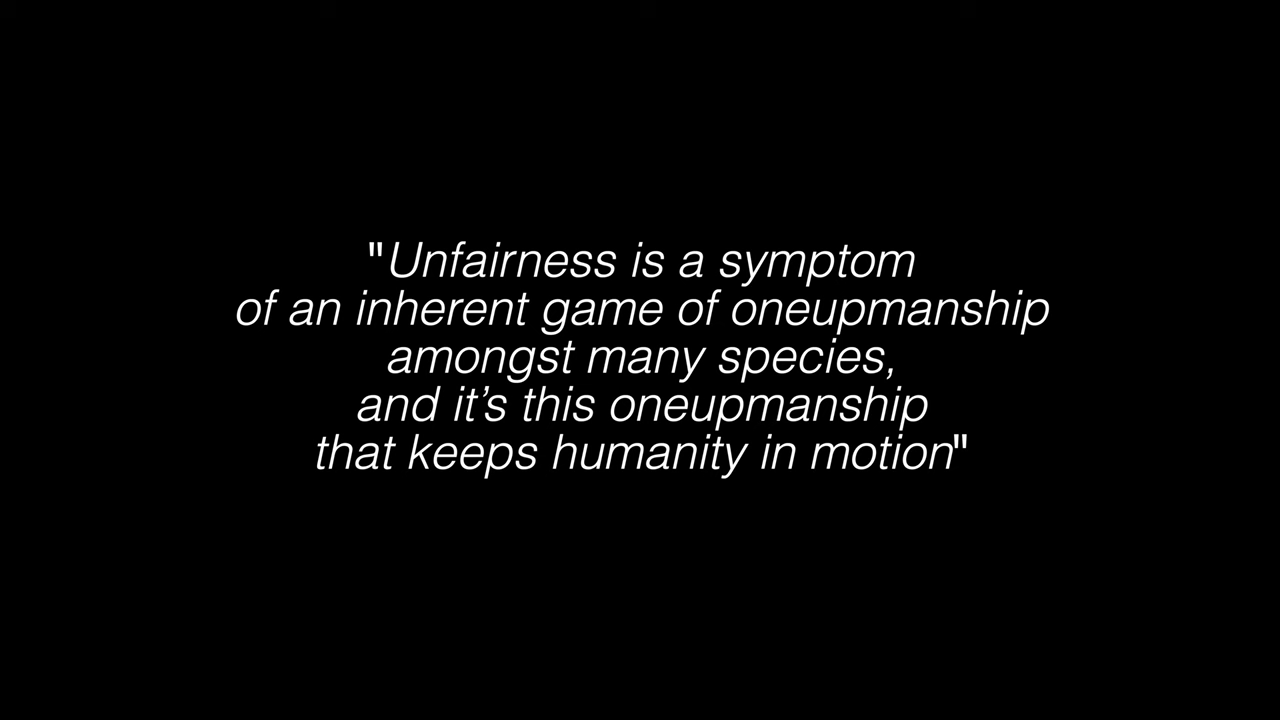 "Unfairness is a symptom
of an inherent game of oneupmanship
amongst many species,
and it’s this oneupmanship
that keeps humanity in motion"